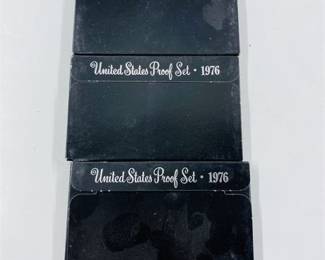 United States Proof Set • 1976
United States Proof Set • 1976